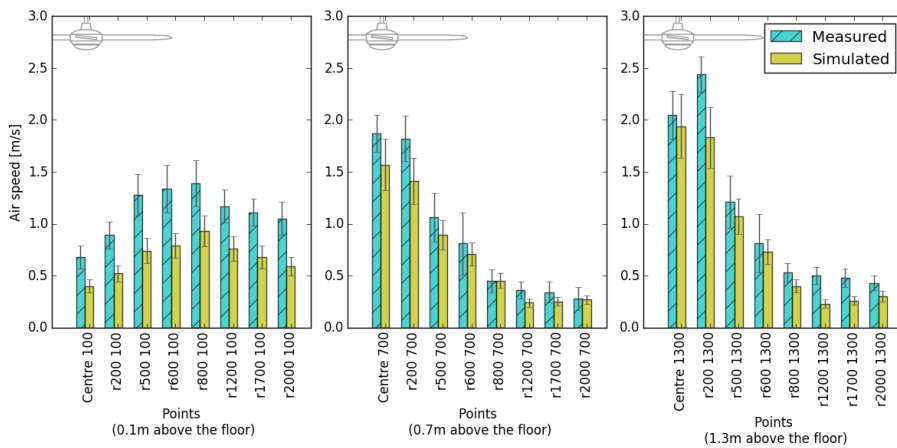 3.0
2.5
2.0
1.5
1.0
0.5
0.0
Air speed [m/s]
Centre 100
r200 100
r500 100
r600 100
r800 100
r1200 100
r1700 100
r2000 100
Points
(0.1m above the floor)
3.0
2.5
2.0
1.5
1.0
0.5
0.0
Centre 700
r200 700
r500 700
r600 700
r800 700
r1200 700
r1700 700
r2000 700
Points
(0.7m above the floor)
3.0
2.5
2.0
1.5
1.0
0.5
0.0
Measured
Simulated
Centre 1300
r200 1300
r500 1300
r600 1300
r800 1300
r1200 1300
r1700 1300
r2000 1300
Points
(1.3m above the floor)